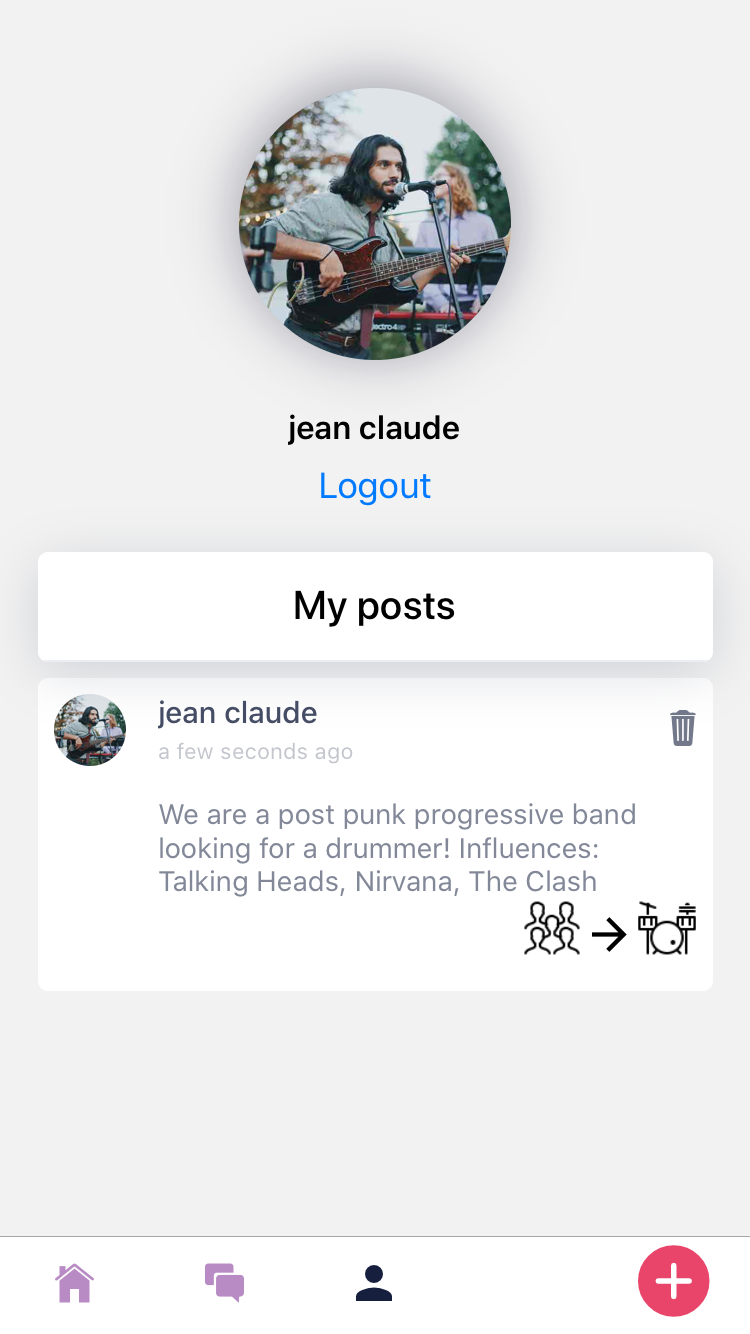 jean claude
Logout
My posts
jean claude
a few seconds ago
We are a post punk progressive band
looking for a drummer! Influences:
Talking Heads, Nirvana, The Clash